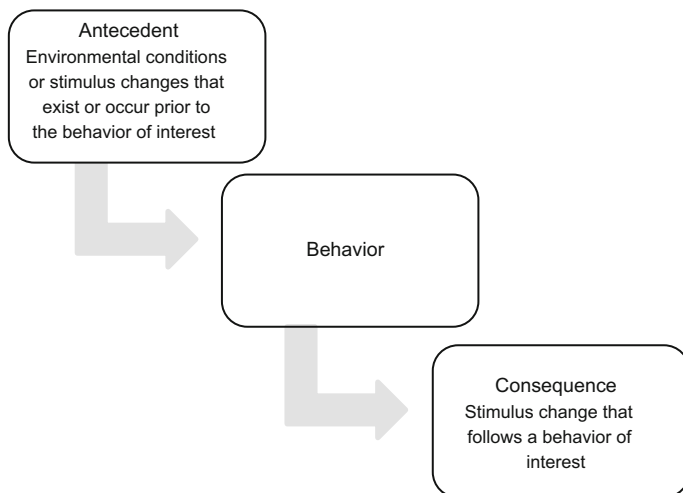 Antecedent
Environmental conditions
or stimulus changes that
exist or occur prior to
the behavior of interest
Behavior
Consequence
Stimulus change that
follows a behavior of
interest